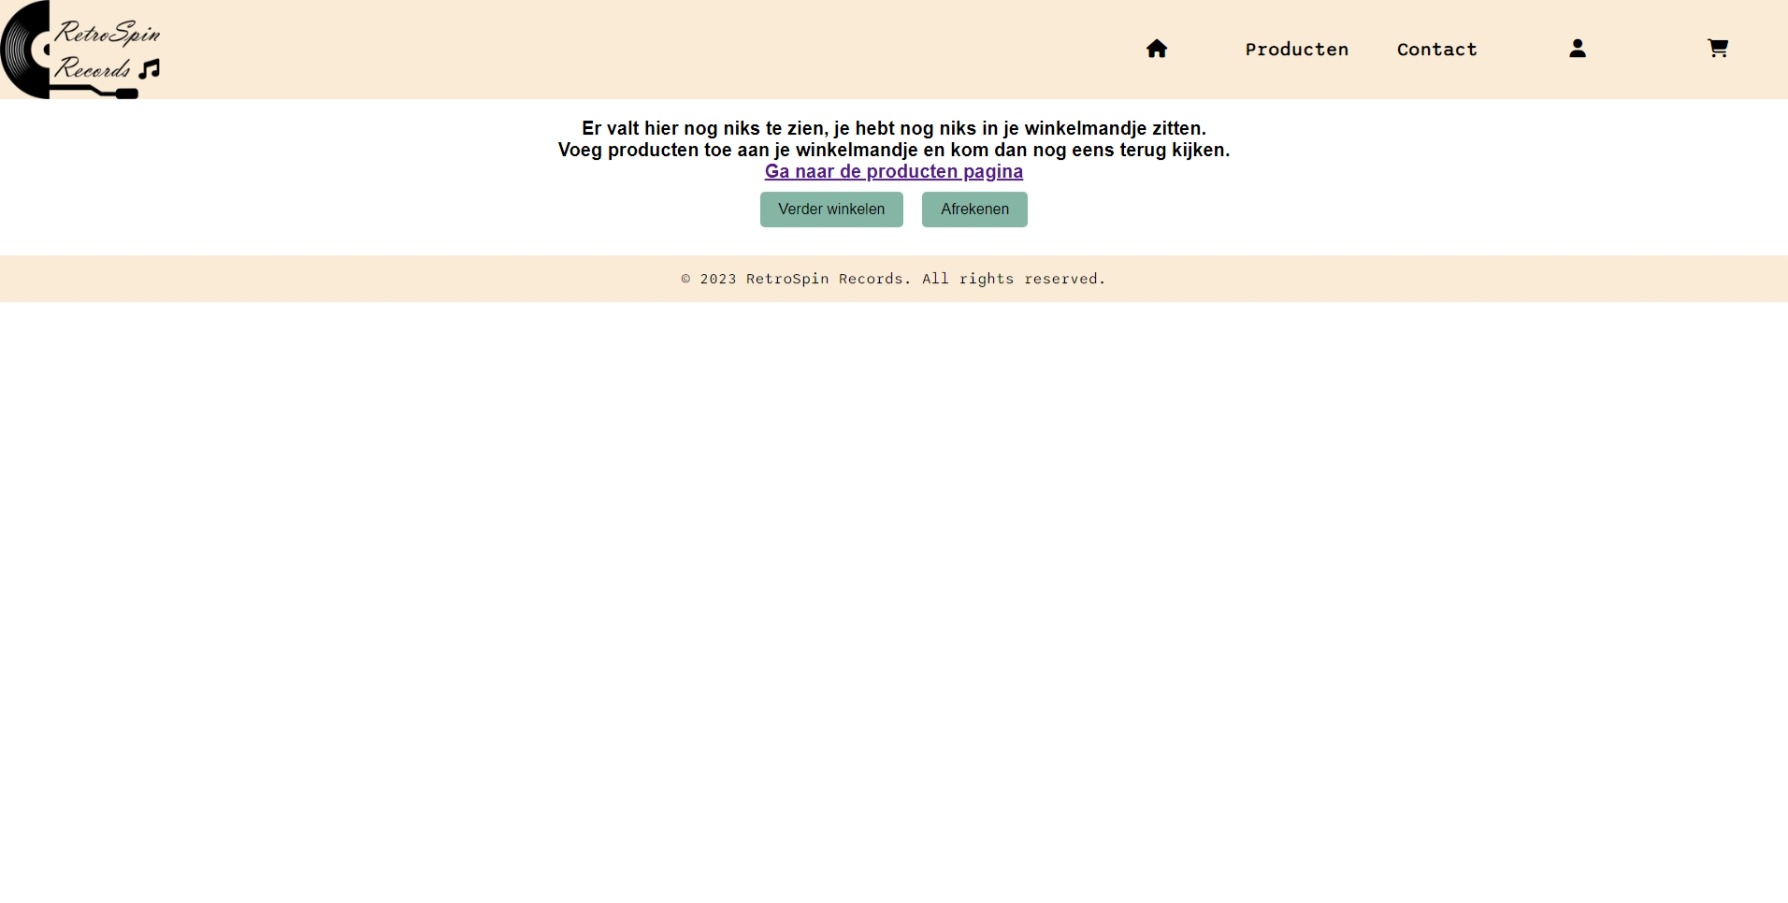 RetroSpin
Records
Producten
Contact
Er valt hier nog niks te zien, je hebt nog niks in je winkelmandje zitten.
Voeg producten toe aan je winkelmandje en kom dan nog eens terug kijken.
Ga naar de producten pagina
Verder winkelen
Afrekenen
© 2023 RetroSpin Records. All rights reserved.